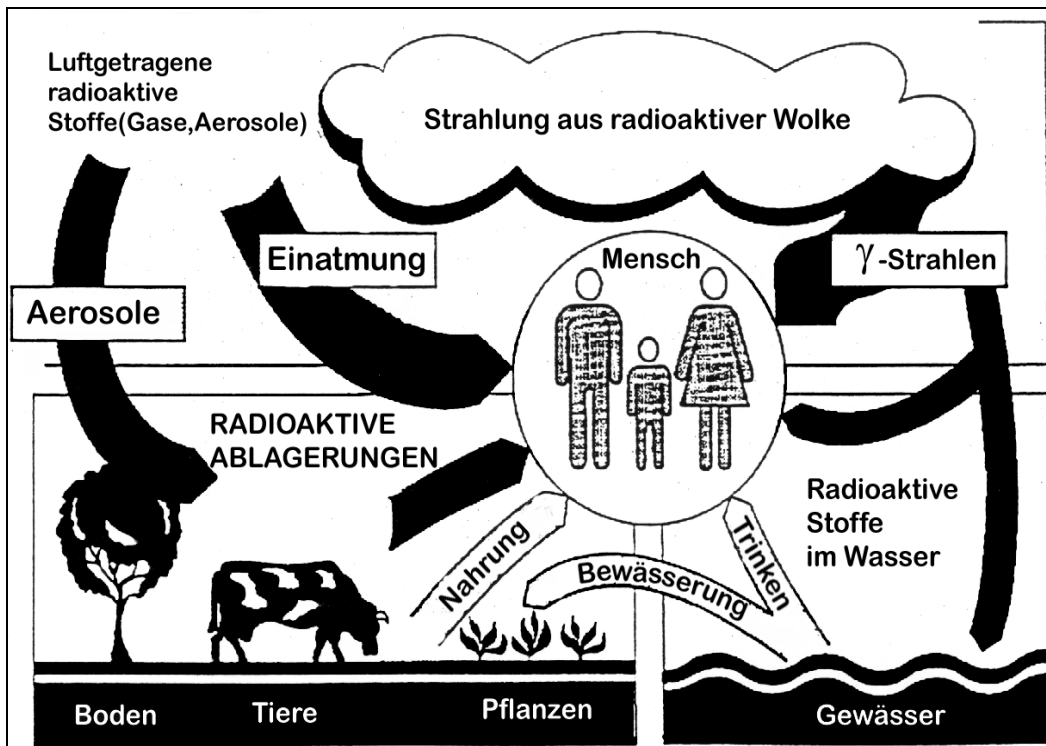 Luftgetragene
radioaktive
Stoffe(Gase,Aerosole)
Strahlung aus radioaktiver Wolke
Einatmung
Mensch
γ-Strahlen
Aerosole
RADIOAKTIVE
ABLAGERUNGEN
Radioaktive
Stoffe
im Wasser
Nahrung
Bewässerung
Trinken
Boden
Tiere
Pflanzen
Gewässer